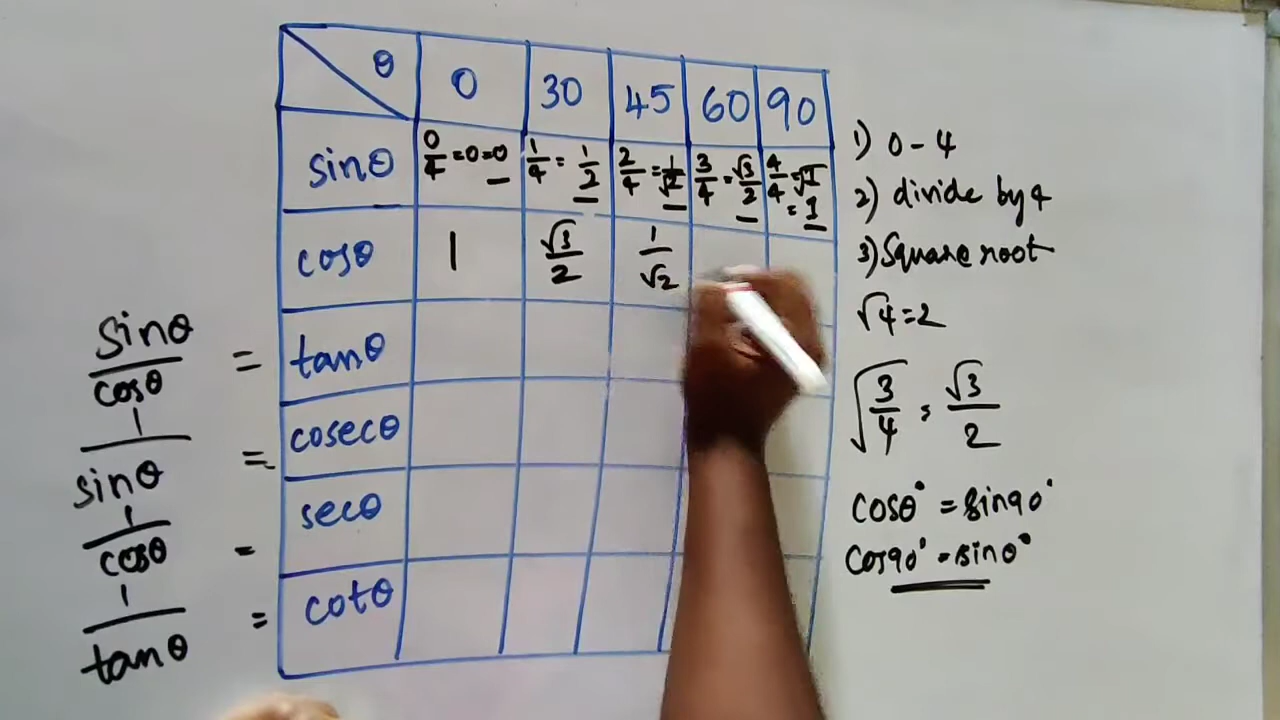 θ 0 30 45 60 90
sinθ 0/4=0=0 1/4=1/2 2/4=1/√2 3/4=√3/2 4/4=√1=1
cosθ 1 √3/2 1/√2
sinθ/cosθ = tanθ
1/sinθ = cosecθ
1/cosθ = secθ
1/tanθ = cotθ
1) 0-4
2) divide by 4
3) Square root
√4=2
√3/4 = √3/2
cosθ° = sin90°
cos90° = sinθ°